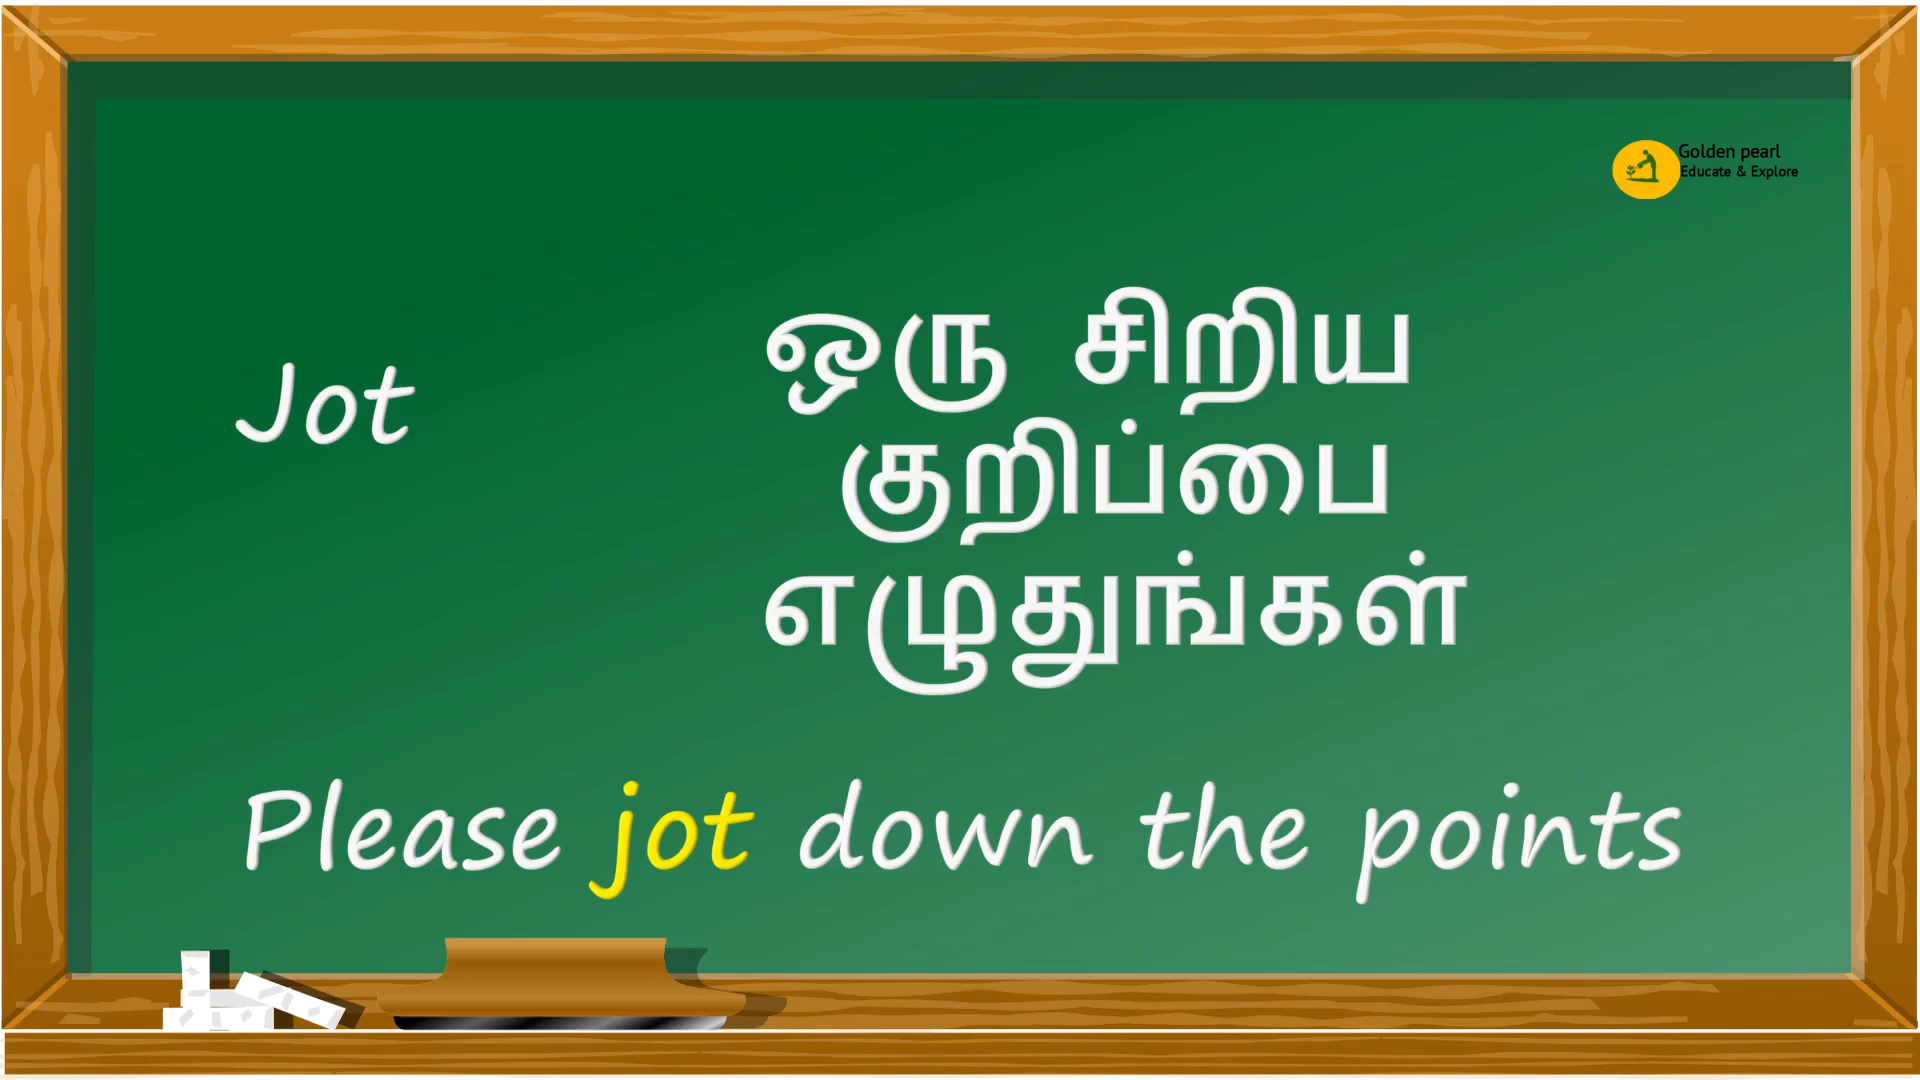 Golden pearl
Educate & Explore
Jot
ஒரு சிறிய
குறிப்பை
எழுதுங்கள்
Please jot down the points